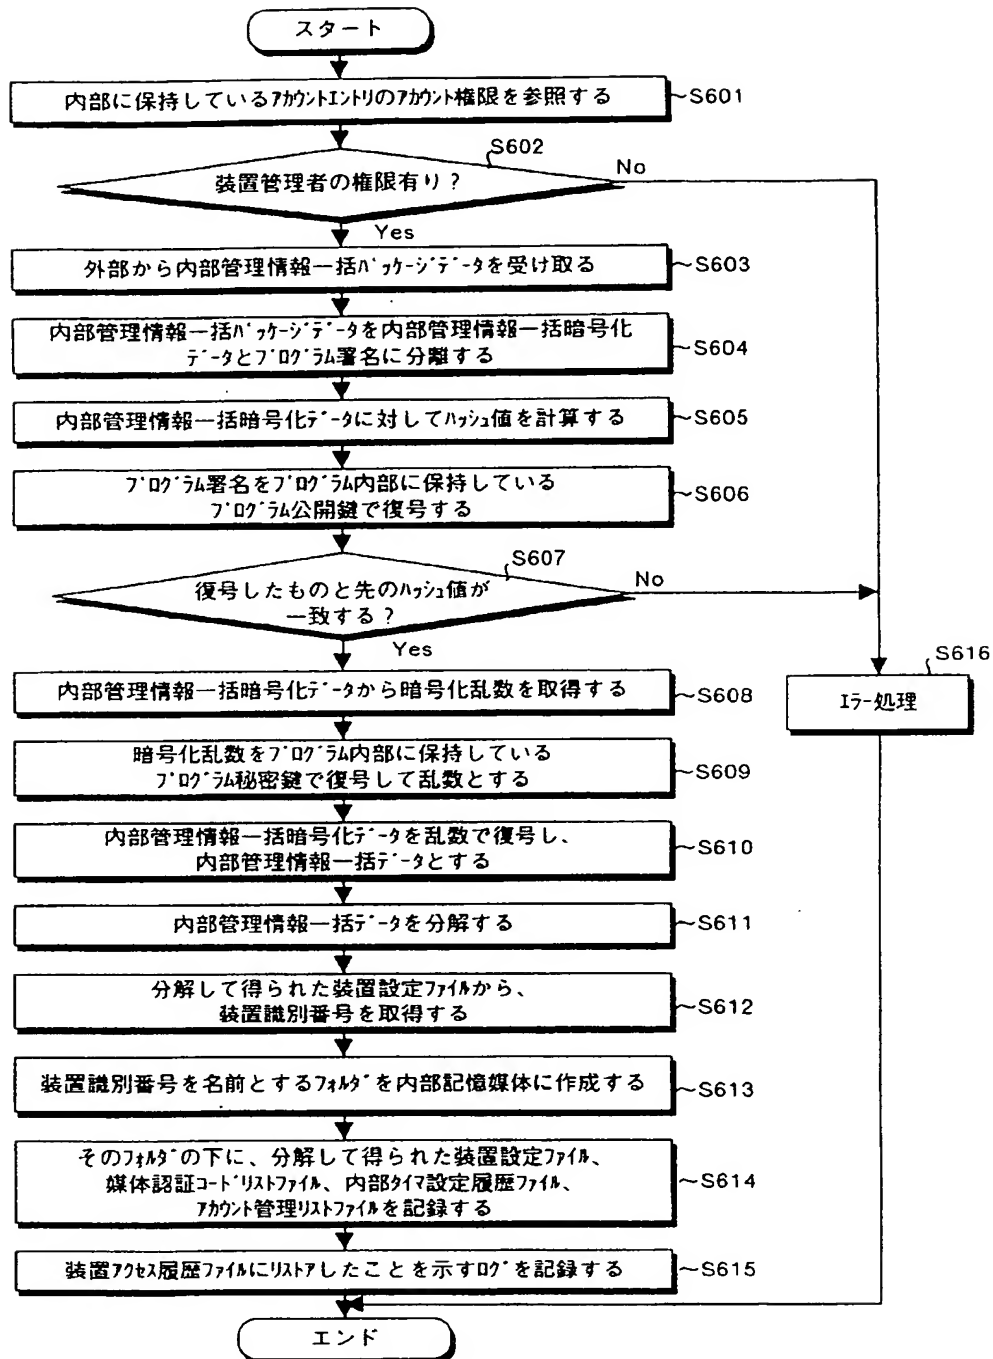 スタート
内部に保持しているアカウントエントリのアカウント権限を参照する
~S601
S602
装置管理者の権限有り？
No
Yes
外部から内部管理情報一括パッケージデータを受け取る
~S603
内部管理情報一括パッケージデータを内部管理情報一括暗号化
データとプログラム署名に分離する
~S604
内部管理情報一括暗号化データに対してハッシュ値を計算する
~S605
プログラム署名をプログラム内部に保持している
プログラム公開鍵で復号する
~S606
S607
復号したものと先のハッシュ値が
一致する？
No
Yes
S616
エラー処理
内部管理情報一括暗号化データから暗号化乱数を取得する
~S608
暗号化乱数をプログラム内部に保持している
プログラム秘密鍵で復号して乱数とする
~S609
内部管理情報一括暗号化データを乱数で復号し、
内部管理情報一括データとする
~S610
内部管理情報一括データを分解する
~S611
分解して得られた装置設定ファイルから、
装置識別番号を取得する
~S612
装置識別番号を名前とするフォルダを内部記憶媒体に作成する
~S613
そのフォルダの下に、分解して得られた装置設定ファイル、
媒体認証コードリストファイル、内部タイマ設定履歴ファイル、
アカウント管理リストファイルを記録する
~S614
装置アクセス履歴ファイルにリストアしたことを示すログを記録する
~S615
エンド